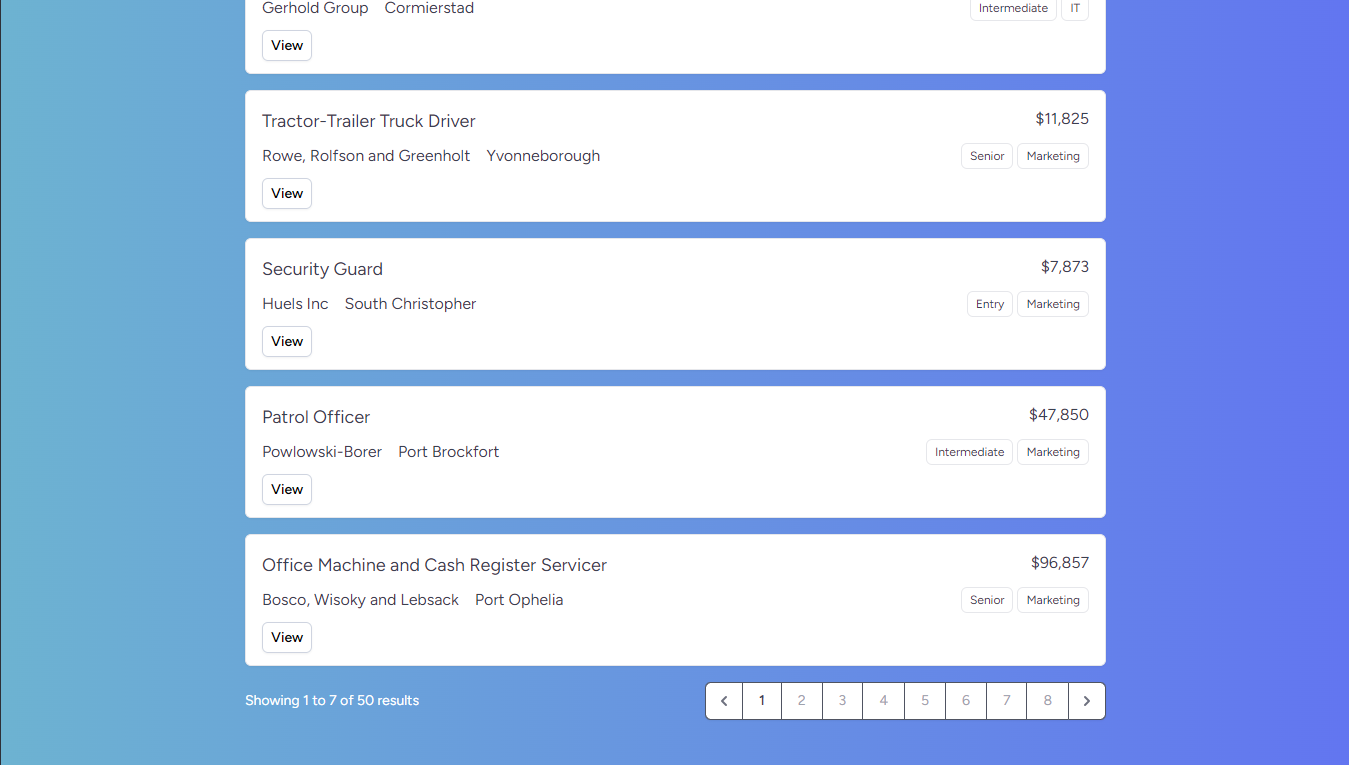 Gerhold Group Cormierstad Intermediate IT
View
Tractor-Trailer Truck Driver $11,825
Rowe, Rolfson and Greenholt Yvonneborough Senior Marketing
View
Security Guard $7,873
Huels Inc South Christopher Entry Marketing
View
Patrol Officer $47,850
Powlowski-Borer Port Brockfort Intermediate Marketing
View
Office Machine and Cash Register Servicer $96,857
Bosco, Wisoky and Lebsack Port Ophelia Senior Marketing
View
Showing 1 to 7 of 50 results 1 2 3 4 5 6 7 8